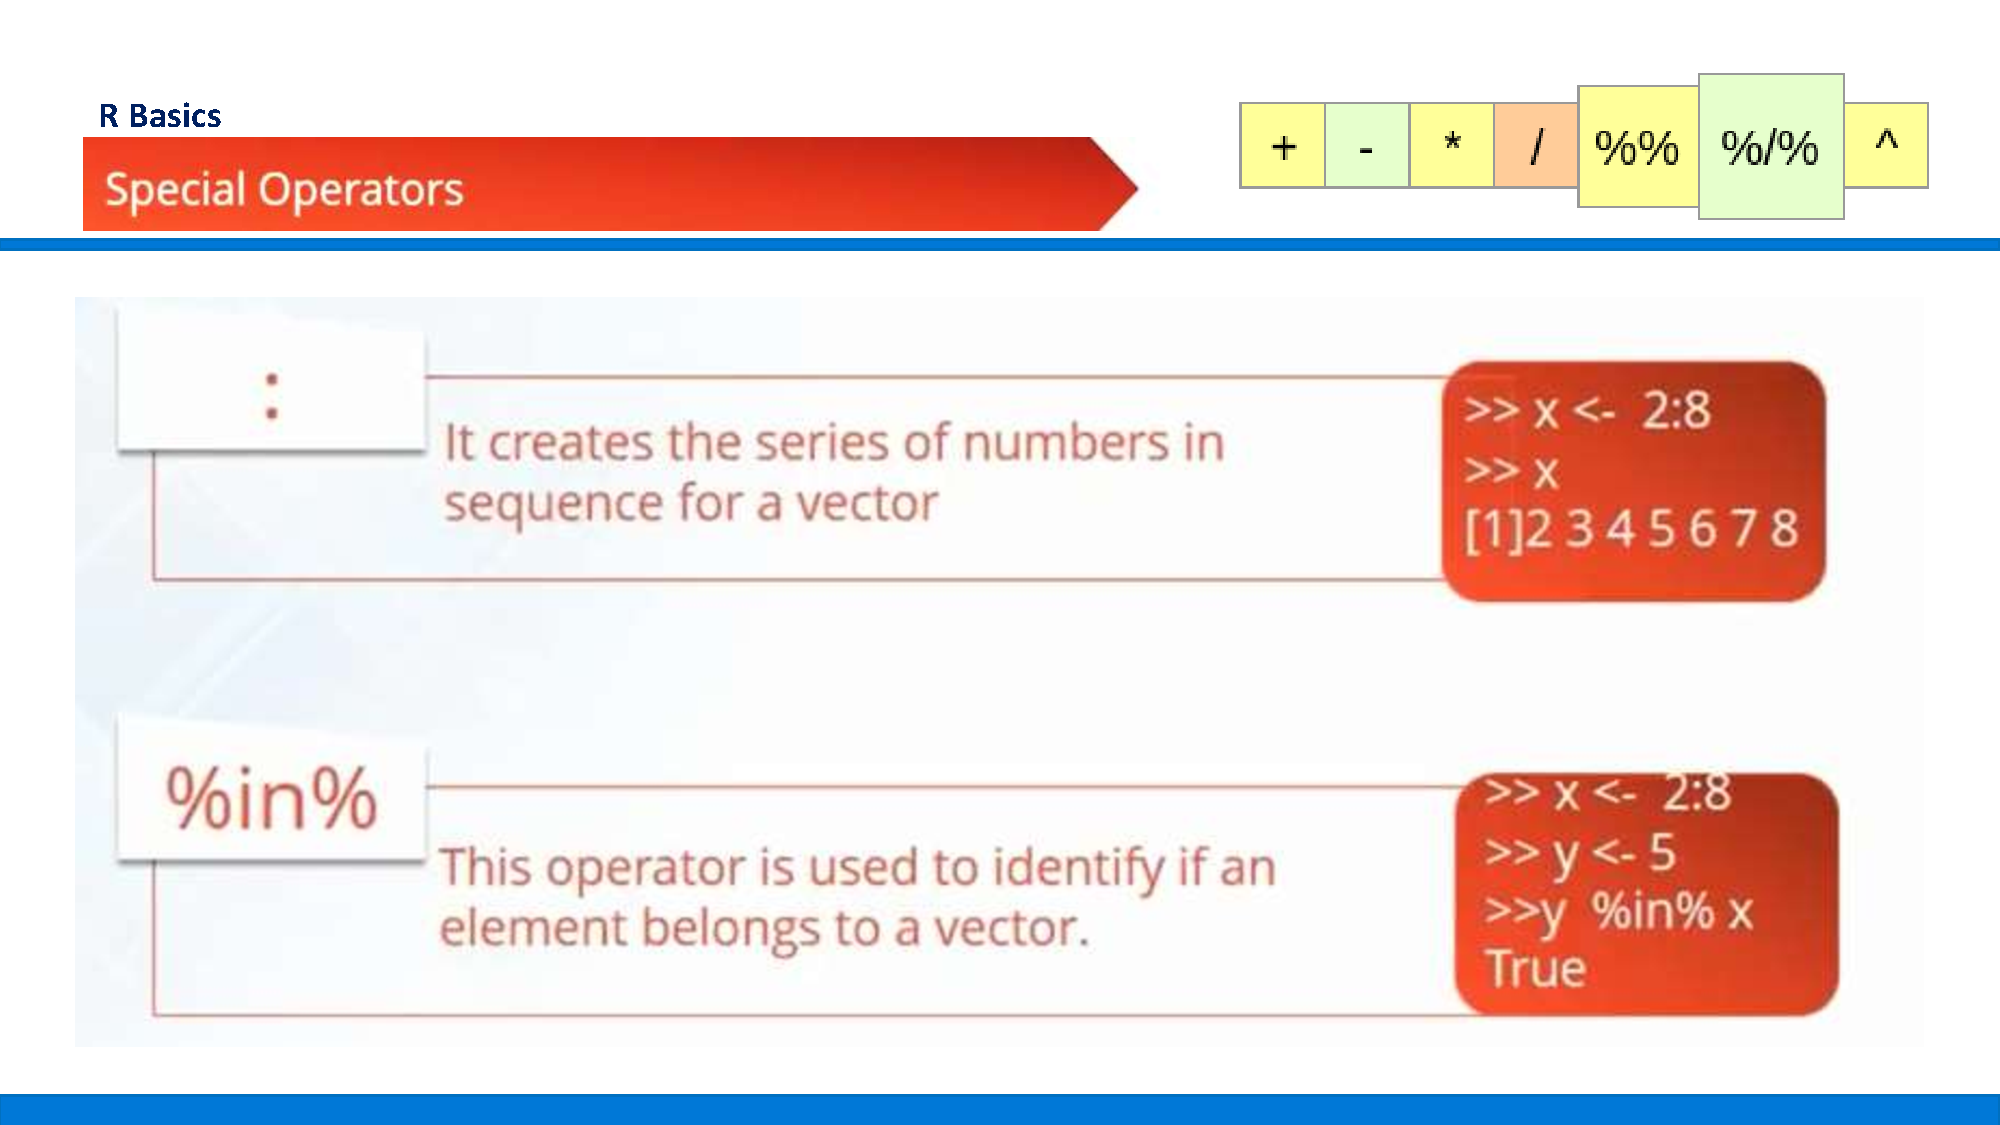 R Basics
Special Operators
+ - * / %% %/% ^
:
It creates the series of numbers in
sequence for a vector
>> x <- 2:8
>> x
[1]2 3 4 5 6 7 8
%in%
This operator is used to identify if an
element belongs to a vector.
>> x <- 2:8
>> y <- 5
>>y %in% x
True